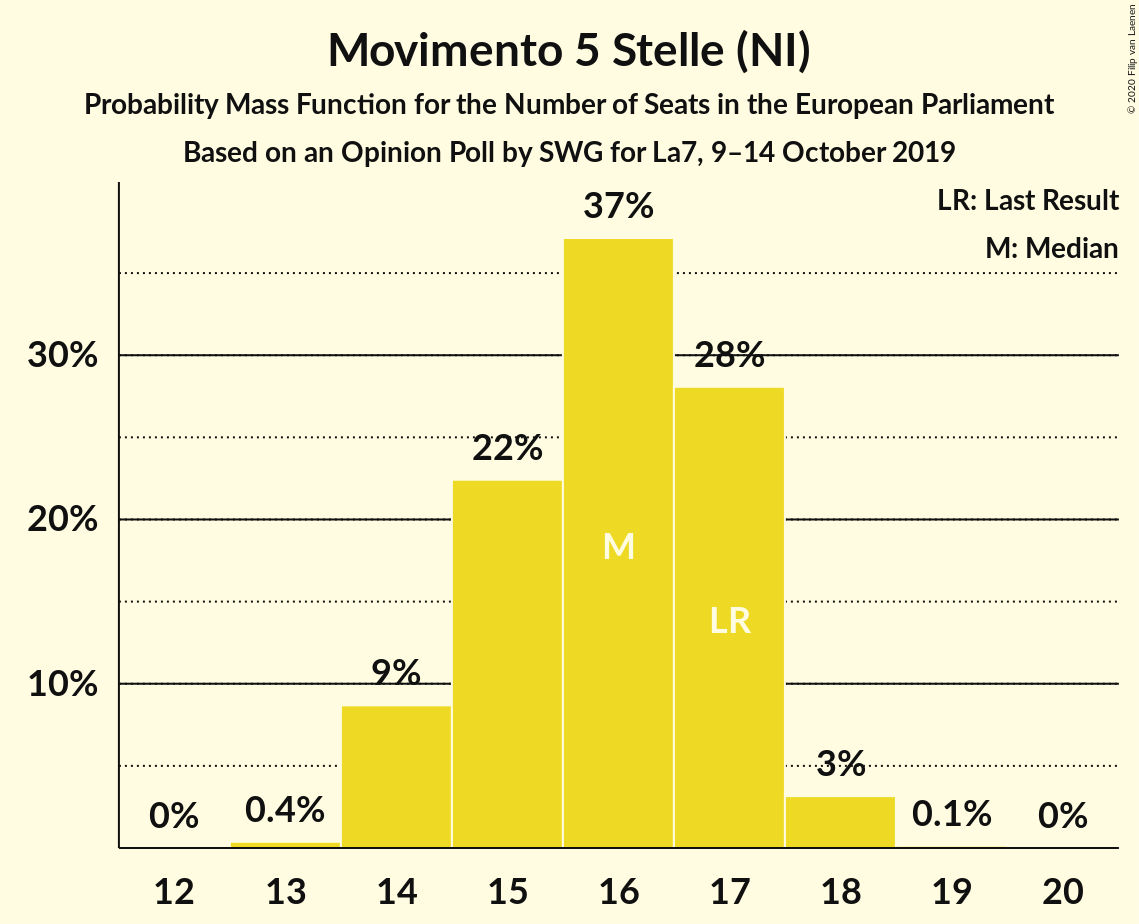 Movimento 5 Stelle (NI)
Probability Mass Function for the Number of Seats in the European Parliament
Based on an Opinion Poll by SWG for La7, 9–14 October 2019
© 2020 Filip van Laenen
LR: Last Result
M: Median
37%
30%
28%
22%
20%
M
LR
10%
9%
3%
0%
0.4%
0.1%
0%
12 13 14 15 16 17 18 19 20